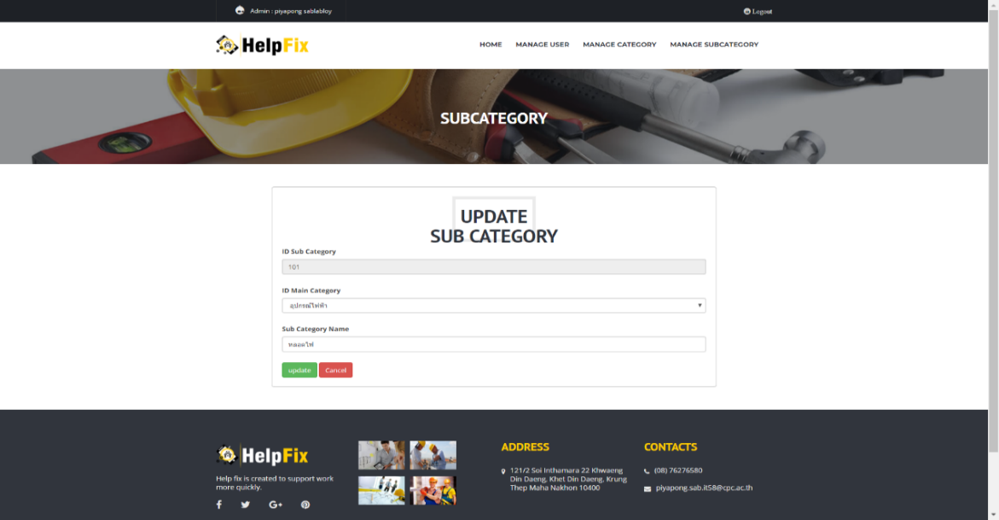 Admin : piyapong sablabloy
Logout
HelpFix
HOME MANAGE USER MANAGE CATEGORY MANAGE SUBCATEGORY
SUBCATEGORY
UPDATE
SUB CATEGORY
ID Sub Category
101
ID Main Category
อุปกรณ์ไฟฟ้า
Sub Category Name
หลอดไฟ
update Cancel
HelpFix
Help fix is created to support work
more quickly.
ADDRESS
121/2 Soi Inthamara 22 Khwaeng
Din Daeng, Khet Din Daeng, Krung
Thep Maha Nakhon 10400
CONTACTS
(08) 76276580
piyapong.sab.it58@cpc.ac.th